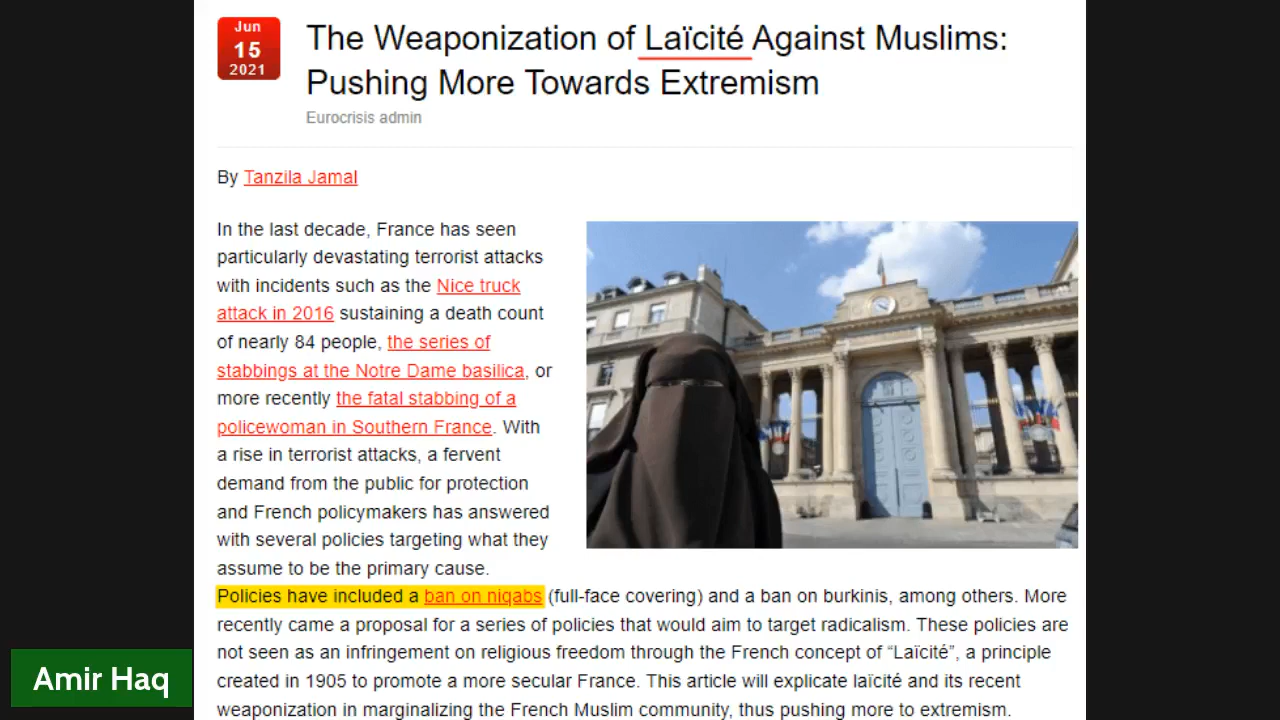 Jun
15
2021
The Weaponization of Laïcité Against Muslims:
Pushing More Towards Extremism
Eurocrisis admin
By Tanzila Jamal
In the last decade, France has seen
particularly devastating terrorist attacks
with incidents such as the Nice truck
attack in 2016 sustaining a death count
of nearly 84 people, the series of
stabbings at the Notre Dame basilica, or
more recently the fatal stabbing of a
policewoman in Southern France. With
a rise in terrorist attacks, a fervent
demand from the public for protection
and French policymakers has answered
with several policies targeting what they
assume to be the primary cause.
Policies have included a ban on niqabs (full-face covering) and a ban on burkinis, among others. More
recently came a proposal for a series of policies that would aim to target radicalism. These policies are
not seen as an infringement on religious freedom through the French concept of “Laïcité”, a principle
created in 1905 to promote a more secular France. This article will explicate laïcité and its recent
weaponization in marginalizing the French Muslim community, thus pushing more to extremism.
Amir Haq